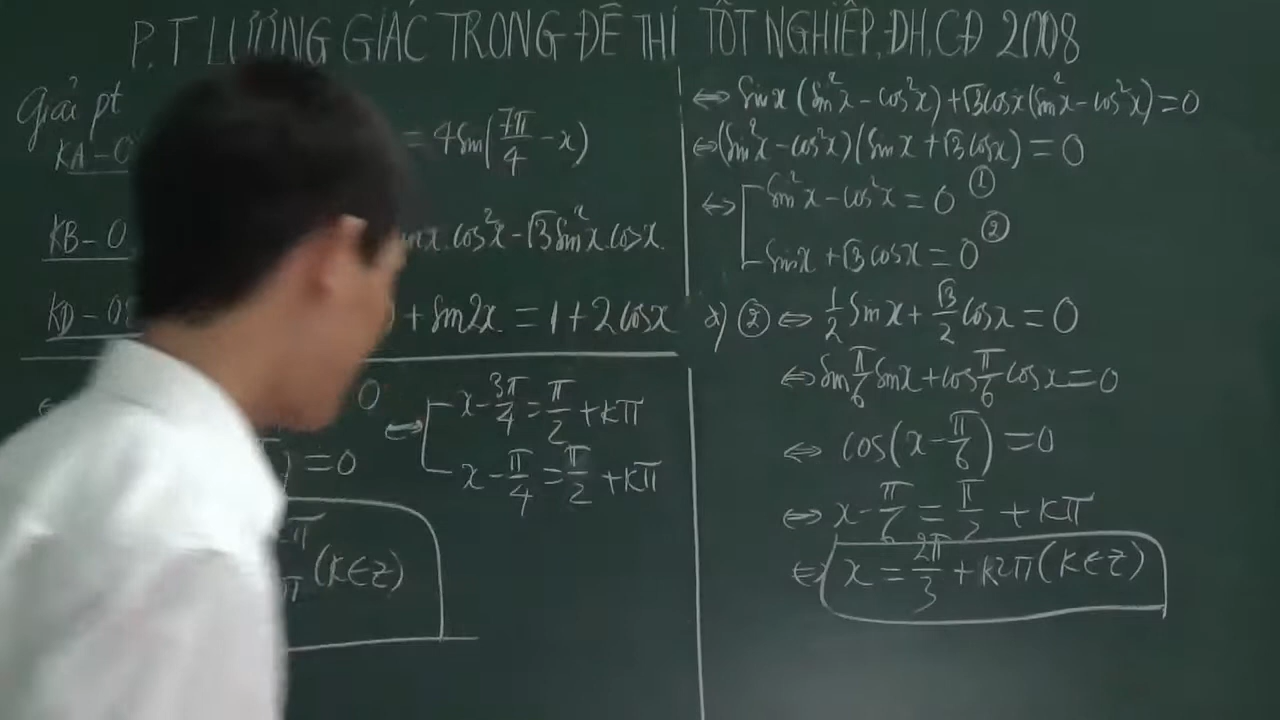 P.T LƯỢNG GIÁC TRONG ĐỀ THI TỐT NGHIỆP, ĐH, CĐ 2008
Giải pt
KA-0 = 4sin(7π/4 - x)
KB-0 sinx.cos²x - √3sin²x.cosx.
KD-08 ) + sin2x = 1 + 2cosx
0
) = 0
⇔ [ x - 3π/4 = π/2 + kπ
x - π/4 = π/2 + kπ
π
π (k∈z)
⇔ sinx(sin²x - cos²x) + √3cosx(sin²x - cos²x) = 0
⇔ (sin²x - cos²x)(sinx + √3cosx) = 0
⇔ [ sin²x - cos²x = 0 ①
sinx + √3cosx = 0 ②
② ⇔ 1/2 sinx + √3/2 cosx = 0
⇔ sin π/6 sinx + cos π/6 cosx = 0
⇔ cos(x - π/6) = 0
⇔ x - π/6 = π/2 + kπ
⇔ x = 2π/3 + k2π (k∈z)